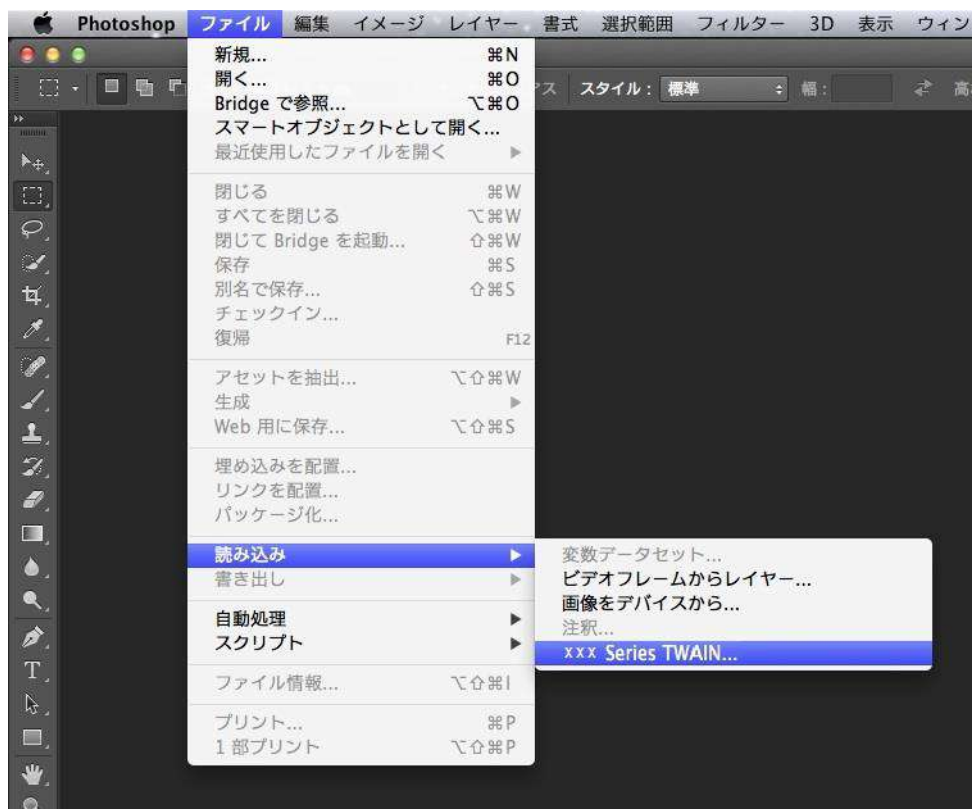 Photoshop ファイル 編集 イメージ レイヤー 書式 選択範囲 フィルター 3D 表示 ウィン
スタイル： 標準 幅：
新規... ⌘N
開く... ⌘O
Bridge で参照... ⌥⌘O
スマートオブジェクトとして開く...
最近使用したファイルを開く ▶
閉じる ⌘W
すべてを閉じる ⌥⌘W
閉じて Bridge を起動... ⇧⌘W
保存 ⌘S
別名で保存... ⇧⌘S
チェックイン...
復帰 F12
アセットを抽出... ⌥⇧⌘W
生成 ▶
Web 用に保存... ⌥⇧⌘S
埋め込みを配置...
リンクを配置...
パッケージ化...
読み込み ▶
書き出し ▶
自動処理 ▶
スクリプト ▶
ファイル情報... ⌥⇧⌘I
プリント... ⌘P
1 部プリント ⌥⇧⌘P
変数データセット...
ビデオフレームからレイヤー...
画像をデバイスから...
注釈...
xxx Series TWAIN...